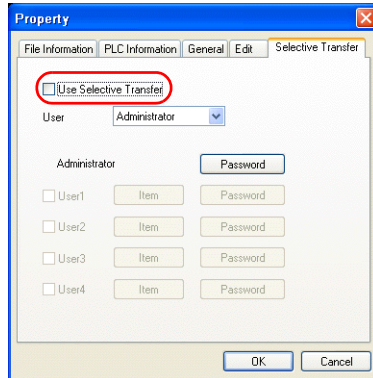 Property
File Information PLC Information General Edit Selective Transfer
Use Selective Transfer
User Administrator
Administrator Password
User1 Item Password
User2 Item Password
User3 Item Password
User4 Item Password
OK Cancel